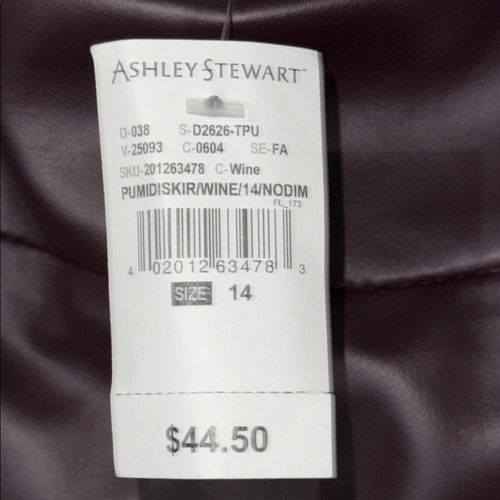 ASHLEY STEWART™
D-038 S-D2626-TPU
V-25093 C-0604 SE-FA
SKU-201263478 C-Wine
PUMIDISKIR/WINE/14/NODIM
FL_173
4 02012 63478 3
SIZE 14
$44.50